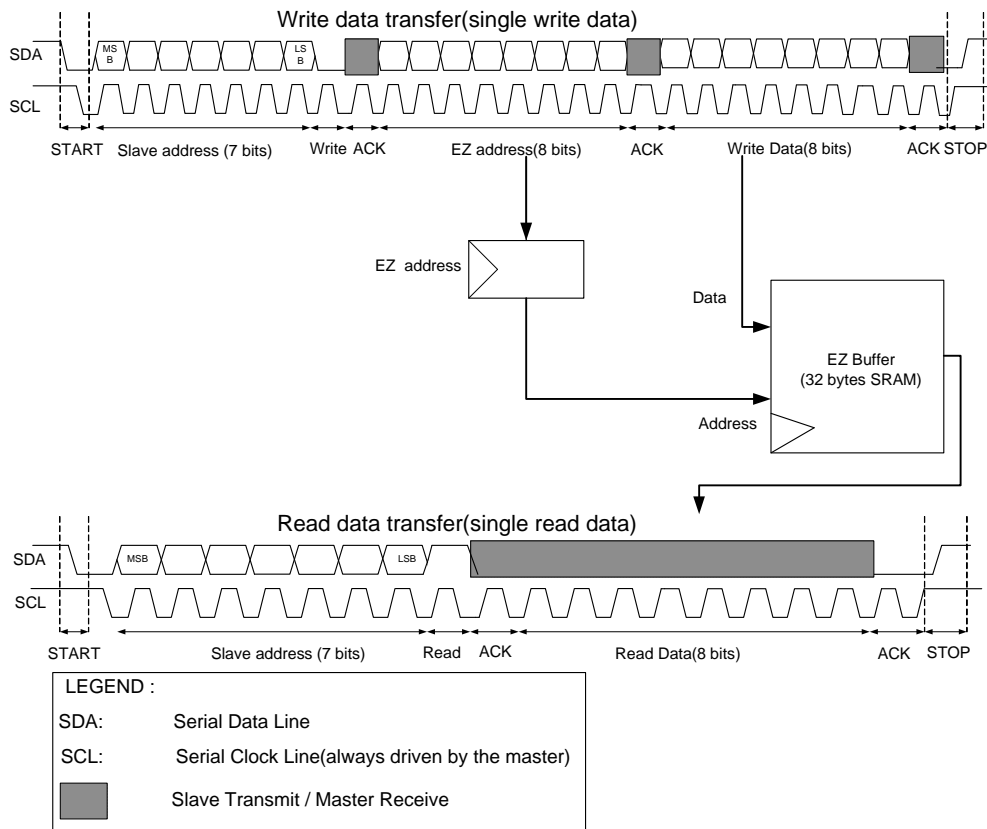 Write data transfer(single write data)
SDA
MS
B
LS
B
SCL
START
Slave address (7 bits)
Write
ACK
EZ address(8 bits)
ACK
Write Data(8 bits)
ACK
STOP
EZ address
Data
EZ Buffer
(32 bytes SRAM)
Address
Read data transfer(single read data)
SDA
MSB
LSB
SCL
START
Slave address (7 bits)
Read
ACK
Read Data(8 bits)
ACK
STOP
LEGEND :
SDA: Serial Data Line
SCL: Serial Clock Line(always driven by the master)
Slave Transmit / Master Receive